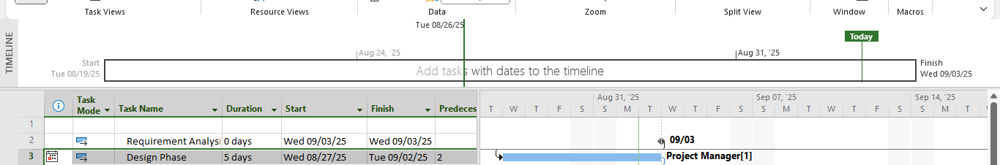 Task Views Resource Views Data Zoom Split View Window Macros
Tue 08/26/25
Today
Aug 24, '25 Aug 31, '25
TIMELINE
Start
Tue 08/19/25
Add tasks with dates to the timeline
Finish
Wed 09/03/25
Task Mode Task Name Duration Start Finish Predeces
Aug 31, '25 Sep 07, '25 Sep 14, '25
T W T F S S M T W T F S S M T W T F S S M T
1
2 Requirement Analysi 0 days Wed 09/03/25 Wed 09/03/25 09/03
3 Design Phase 5 days Wed 08/27/25 Tue 09/02/25 2 Project Manager[1]